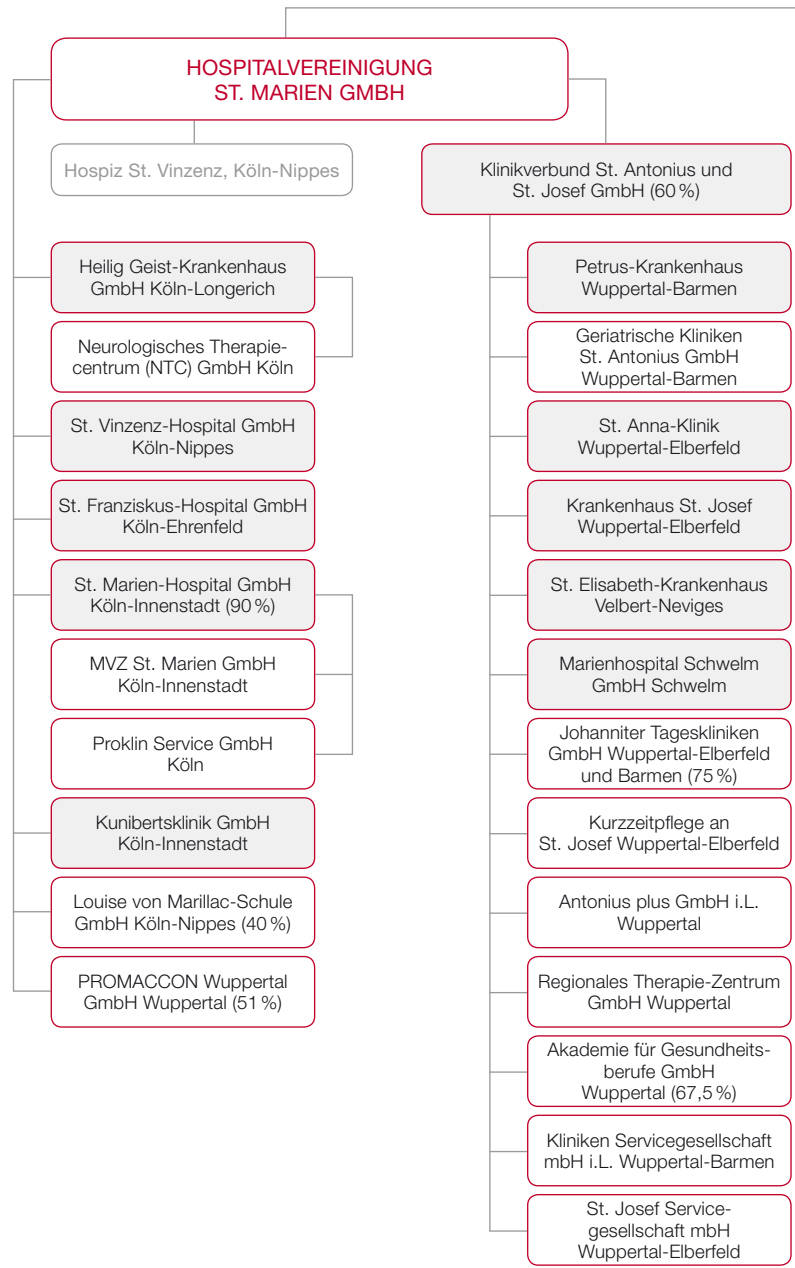 HOSPITALVEREINIGUNG
ST. MARIEN GMBH
Hospiz St. Vinzenz, Köln-Nippes
Heilig Geist-Krankenhaus
GmbH Köln-Longerich
Neurologisches Therapie-
centrum (NTC) GmbH Köln
St. Vinzenz-Hospital GmbH
Köln-Nippes
St. Franziskus-Hospital GmbH
Köln-Ehrenfeld
St. Marien-Hospital GmbH
Köln-Innenstadt (90 %)
MVZ St. Marien GmbH
Köln-Innenstadt
Proklin Service GmbH
Köln
Kunibertsklinik GmbH
Köln-Innenstadt
Louise von Marillac-Schule
GmbH Köln-Nippes (40 %)
PROMACCON Wuppertal
GmbH Wuppertal (51 %)
Klinikverbund St. Antonius und
St. Josef GmbH (60 %)
Petrus-Krankenhaus
Wuppertal-Barmen
Geriatrische Kliniken
St. Antonius GmbH
Wuppertal-Barmen
St. Anna-Klinik
Wuppertal-Elberfeld
Krankenhaus St. Josef
Wuppertal-Elberfeld
St. Elisabeth-Krankenhaus
Velbert-Neviges
Marienhospital Schwelm
GmbH Schwelm
Johanniter Tageskliniken
GmbH Wuppertal-Elberfeld
und Barmen (75 %)
Kurzzeitpflege an
St. Josef Wuppertal-Elberfeld
Antonius plus GmbH i.L.
Wuppertal
Regionales Therapie-Zentrum
GmbH Wuppertal
Akademie für Gesundheits-
berufe GmbH
Wuppertal (67,5 %)
Kliniken Servicegesellschaft
mbH i.L. Wuppertal-Barmen
St. Josef Service-
gesellschaft mbH
Wuppertal-Elberfeld